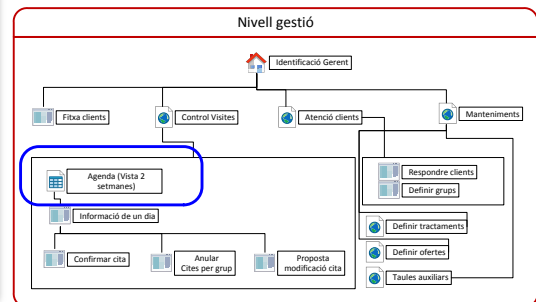 Nivell gestió
Identificació Gerent
Fitxa clients
Control Visites
Atenció clients
Manteniments
Agenda (Vista 2
setmanes)
Respondre clients
Definir grups
Informació de un dia
Definir tractaments
Confirmar cita
Anular
Cites per grup
Proposta
modificació cita
Definir ofertes
Taules auxiliars